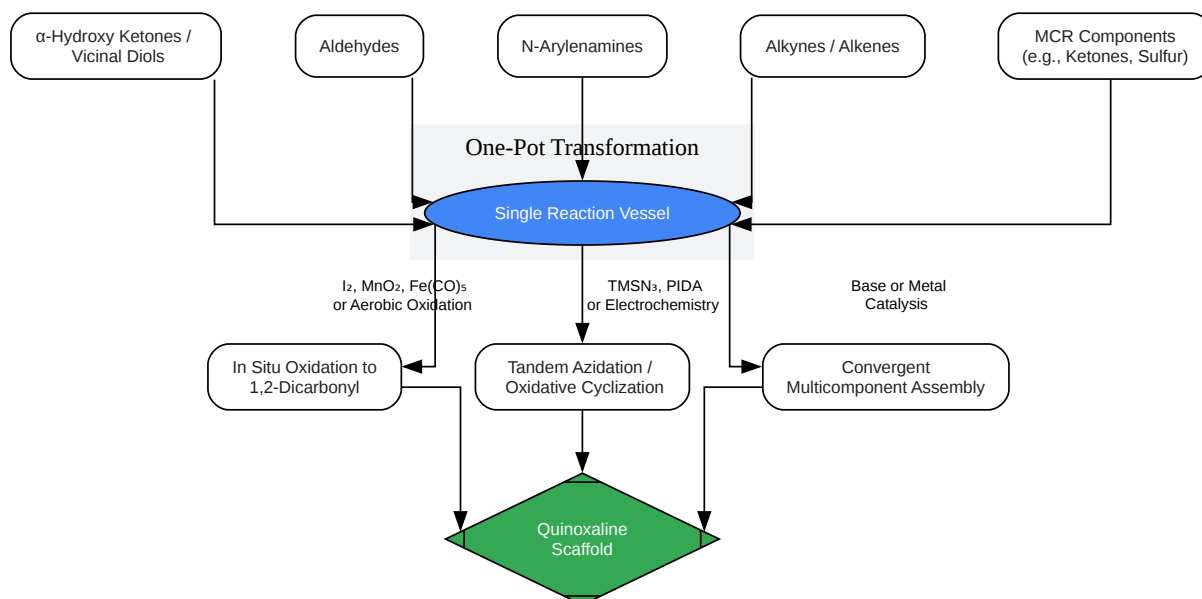 α-Hydroxy Ketones /
Vicinal Diols
Aldehydes
N-Arylenamines
Alkynes / Alkenes
MCR Components
(e.g., Ketones, Sulfur)
One-Pot Transformation
Single Reaction Vessel
I₂, MnO₂, Fe(CO)₅
or Aerobic Oxidation
TMSN₃, PIDA
or Electrochemistry
Base or Metal
Catalysis
In Situ Oxidation to
1,2-Dicarbonyl
Tandem Azidation /
Oxidative Cyclization
Convergent
Multicomponent Assembly
Quinoxaline
Scaffold